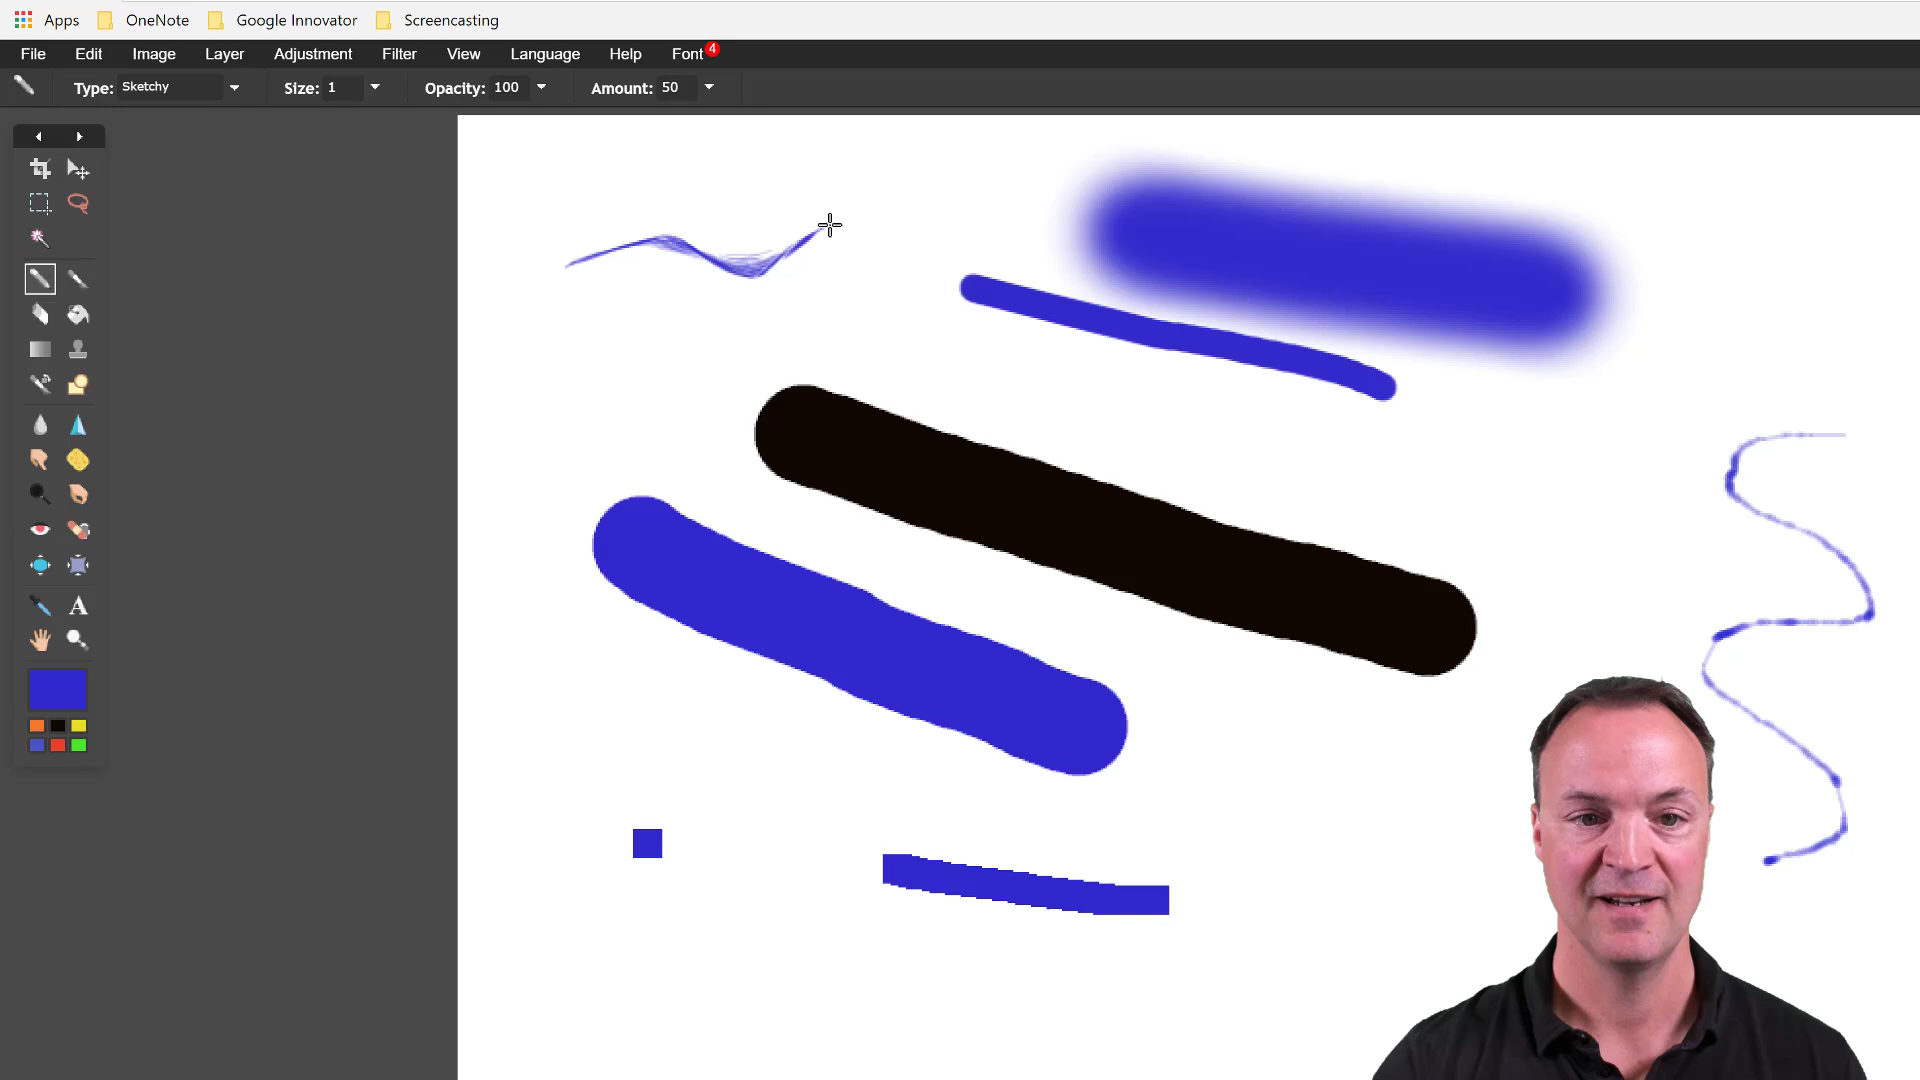 Apps OneNote Google Innovator Screencasting
File Edit Image Layer Adjustment Filter View Language Help Font 4
Type: Sketchy Size: 1 Opacity: 100 Amount: 50
A